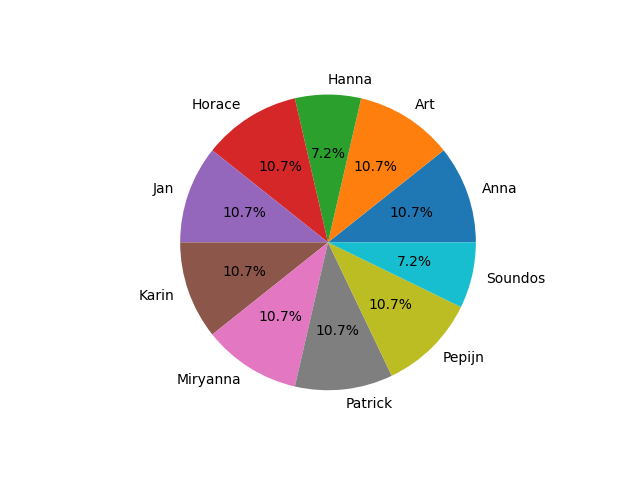 Hanna
Horace
Art
7.2%
10.7%
10.7%
Jan
Anna
10.7%
10.7%
7.2%
Soundos
10.7%
Karin
10.7%
10.7%
10.7%
Pepijn
Miryanna
Patrick